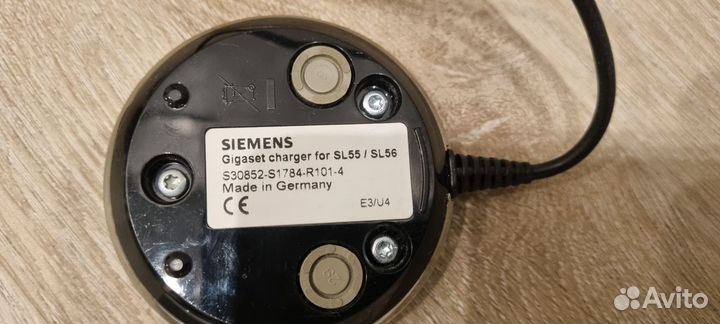 SIEMENS
Gigaset charger for SL55 / SL56
S30852-S1784-R101-4
Made in Germany
CE
E3/U4
Avito